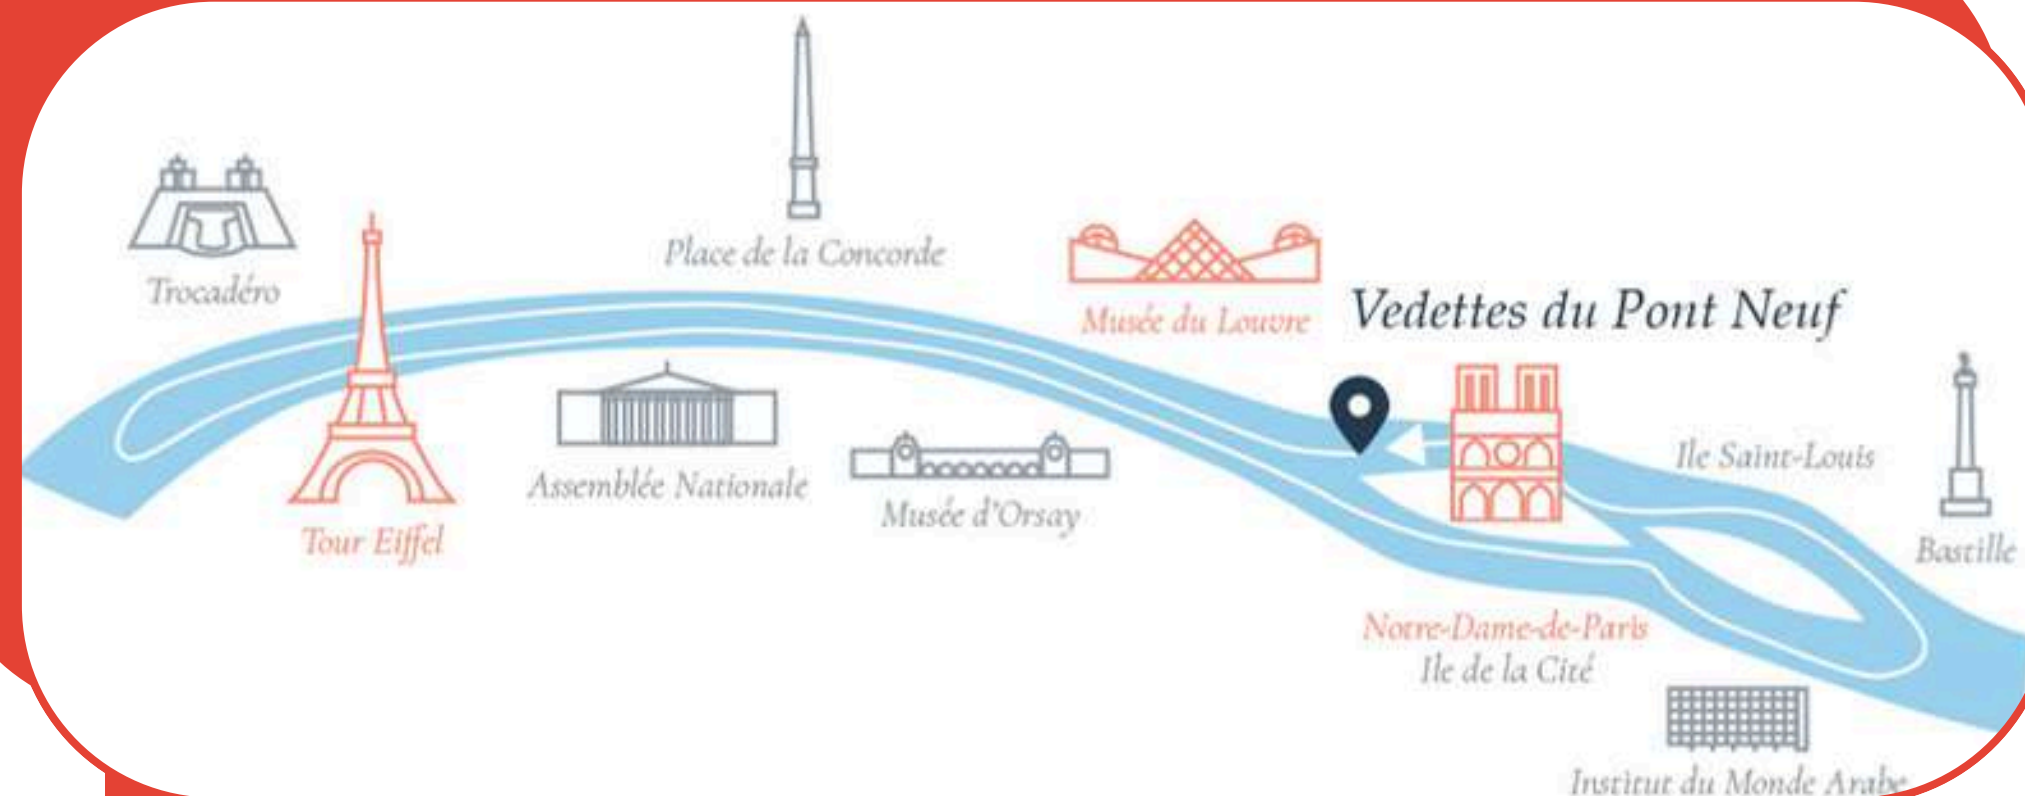 Place de la Concorde
Trocadéro
Musée du Louvre
Vedettes du Pont Neuf
Ile Saint-Louis
Assemblée Nationale
Musée d'Orsay
Tour Eiffel
Bastille
Notre-Dame-de-Paris
Ile de la Cité
Institut du Monde Arabe